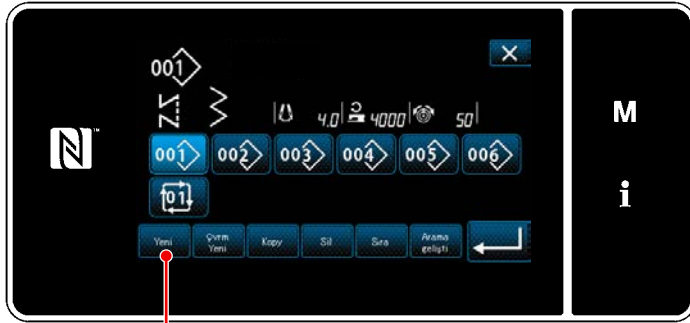 001
4.0 4000 50
001 002 003 004 005 006
01
Yeni Çvrm Yeni Kopy Sil Sıra Arama gelişti
M
i